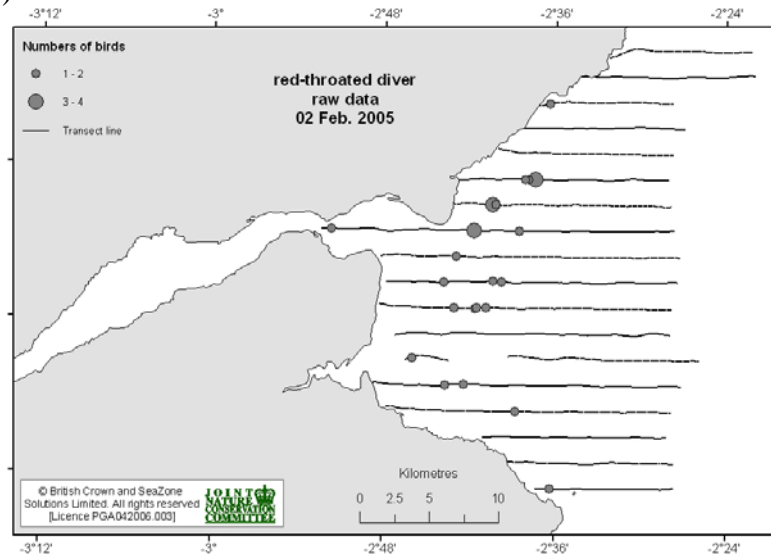 -3°12'
-3°
-2°48'
-2°36'
-2°24'
Numbers of birds
1 - 2
3 - 4
Transect line
red-throated diver
raw data
02 Feb. 2005
© British Crown and SeaZone
Solutions Limited. All rights reserved
[Licence PGA042006.003]
JOINT
NATURE
CONSERVATION
COMMITTEE
Kilometres
0 2.5 5 10
-3°12'
-3°
-2°48'
-2°36'
-2°24'